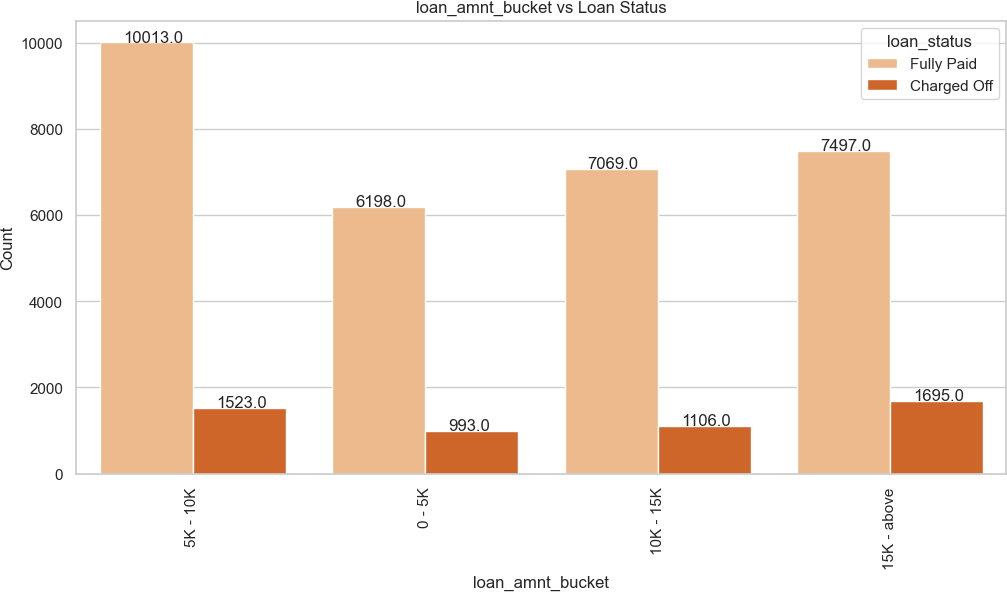 loan_amnt_bucket vs Loan Status
loan_status
Fully Paid
Charged Off
Count
10000
8000
6000
4000
2000
0
10013.0
1523.0
6198.0
993.0
7069.0
1106.0
7497.0
1695.0
5K - 10K
0 - 5K
10K - 15K
15K - above
loan_amnt_bucket